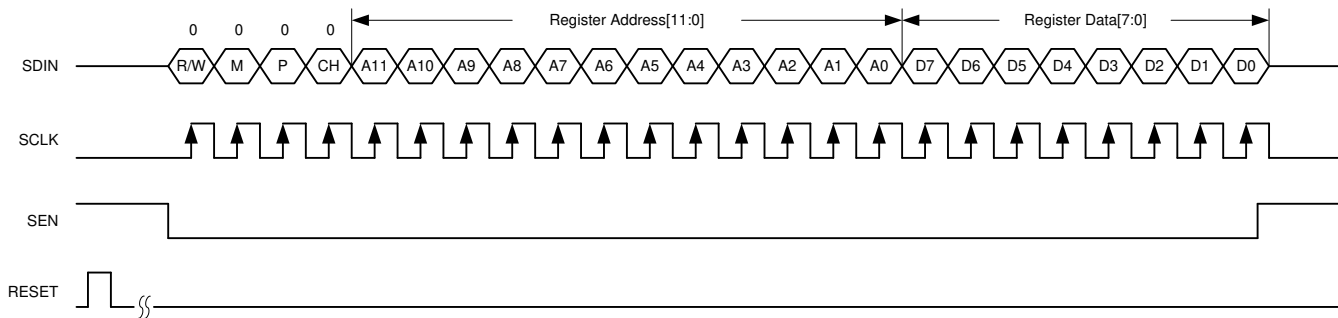 Register Address[11:0] Register Data[7:0]
0 0 0 0
SDIN R/W M P CH A11 A10 A9 A8 A7 A6 A5 A4 A3 A2 A1 A0 D7 D6 D5 D4 D3 D2 D1 D0
SCLK
SEN
RESET